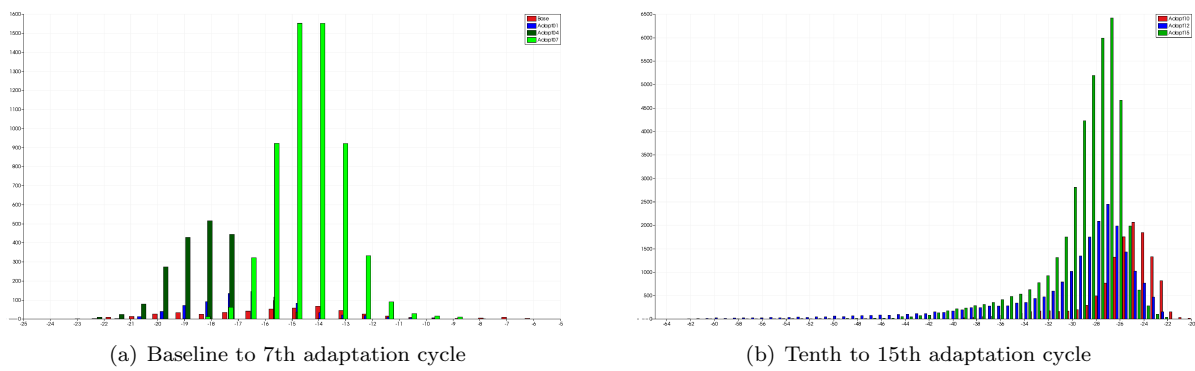 1600
1500
1400
1300
1200
1100
1000
900
800
700
600
500
400
300
200
100
0
-25 -24 -23 -22 -21 -20 -19 -18 -17 -16 -15 -14 -13 -12 -11 -10 -9 -8 -7 -6 -5
Base
Adapt01
Adapt04
Adapt07
(a) Baseline to 7th adaptation cycle
6500
6000
5500
5000
4500
4000
3500
3000
2500
2000
1500
1000
500
0
-64 -62 -60 -58 -56 -54 -52 -50 -48 -46 -44 -42 -40 -38 -36 -34 -32 -30 -28 -26 -24 -22 -20
Adapt10
Adapt12
Adapt15
(b) Tenth to 15th adaptation cycle